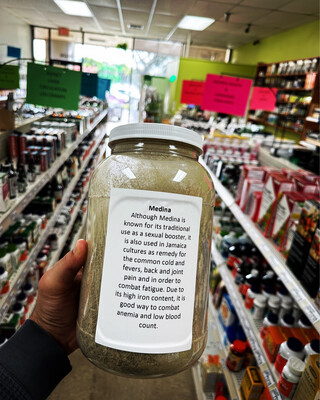 Medina
Although Medina is
known for its traditional
use as a sexual booster, it
is also used in Jamaica
cultures as remedy for
the common cold and
fevers, back and joint
pain and in order to
combat fatigue. Due to
its high iron content, it is
good way to combat
anemia and low blood
count.